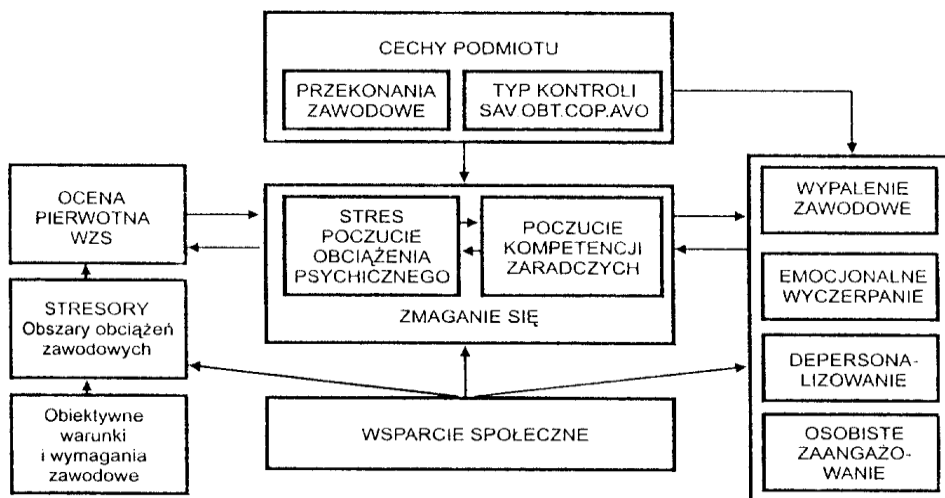 CECHY PODMIOTU
PRZEKONANIA
ZAWODOWE
TYP KONTROLI
SAV.OBT.COP.AVO
OCENA
PIERWOTNA
WZS
STRESORY
Obszary obciążeń
zawodowych
Obiektywne
warunki
i wymagania
zawodowe
STRES
POCZUCIE
OBCIĄŻENIA
PSYCHICZNEGO
POCZUCIE
KOMPETENCJI
ZARADCZYCH
ZMAGANIE SIĘ
WSPARCIE SPOŁECZNE
WYPALENIE
ZAWODOWE
EMOCJONALNE
WYCZERPANIE
DEPERSONA-
LIZOWANIE
OSOBISTE
ZAANGAŻO-
WANIE